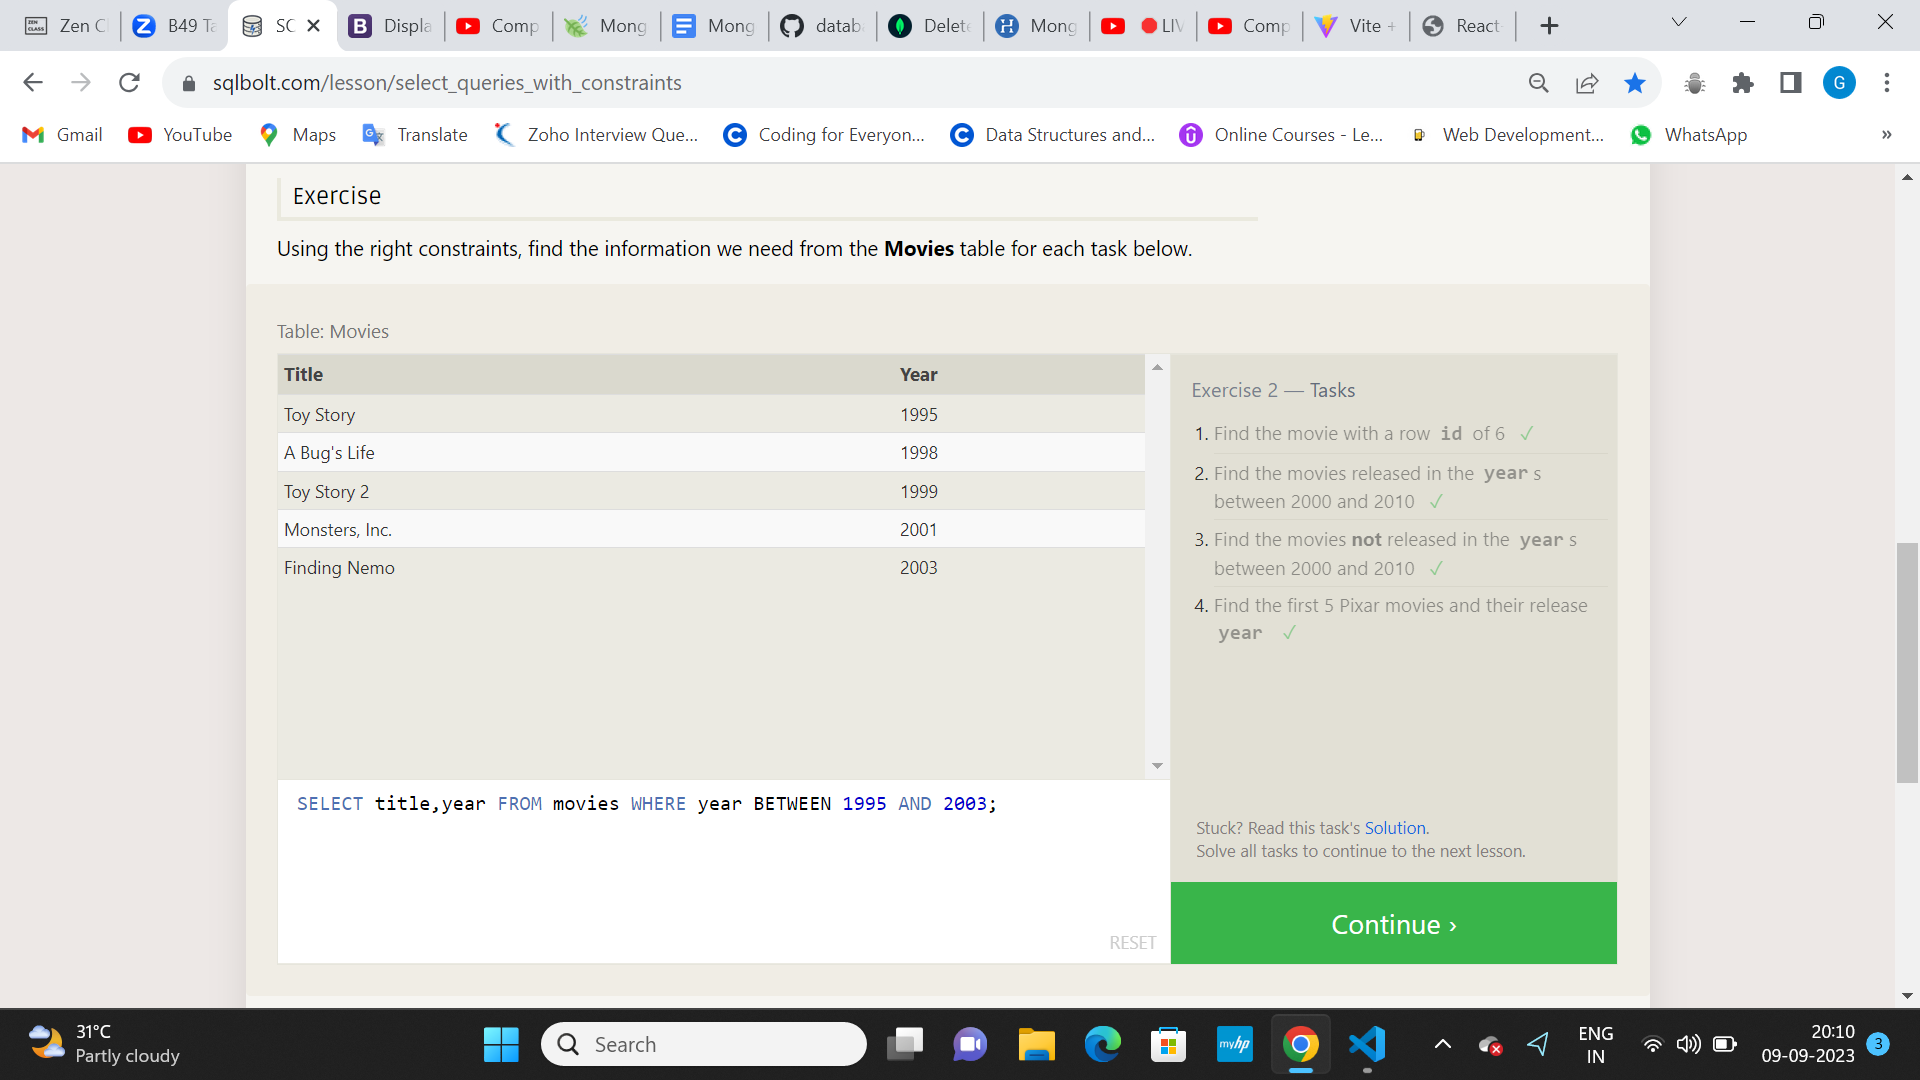 Zen C
B49 Ta
SC
Displa
Comp
Mong
Mong
datab
Delete
Mong
LIV
Comp
Vite +
React
sqlbolt.com/lesson/select_queries_with_constraints
G
Gmail
YouTube
Maps
Translate
Zoho Interview Que...
Coding for Everyon...
Data Structures and...
Online Courses - Le...
Web Development...
WhatsApp
»
Exercise
Using the right constraints, find the information we need from the Movies table for each task below.
Table: Movies
Title Year
Toy Story 1995
A Bug's Life 1998
Toy Story 2 1999
Monsters, Inc. 2001
Finding Nemo 2003
SELECT title,year FROM movies WHERE year BETWEEN 1995 AND 2003;
RESET
Exercise 2 — Tasks
1. Find the movie with a row id of 6 ✓
2. Find the movies released in the year s
between 2000 and 2010 ✓
3. Find the movies not released in the year s
between 2000 and 2010 ✓
4. Find the first 5 Pixar movies and their release
year ✓
Stuck? Read this task's Solution.
Solve all tasks to continue to the next lesson.
Continue ›
31°C
Partly cloudy
Search
myhp
ENG
IN
20:10
09-09-2023
3